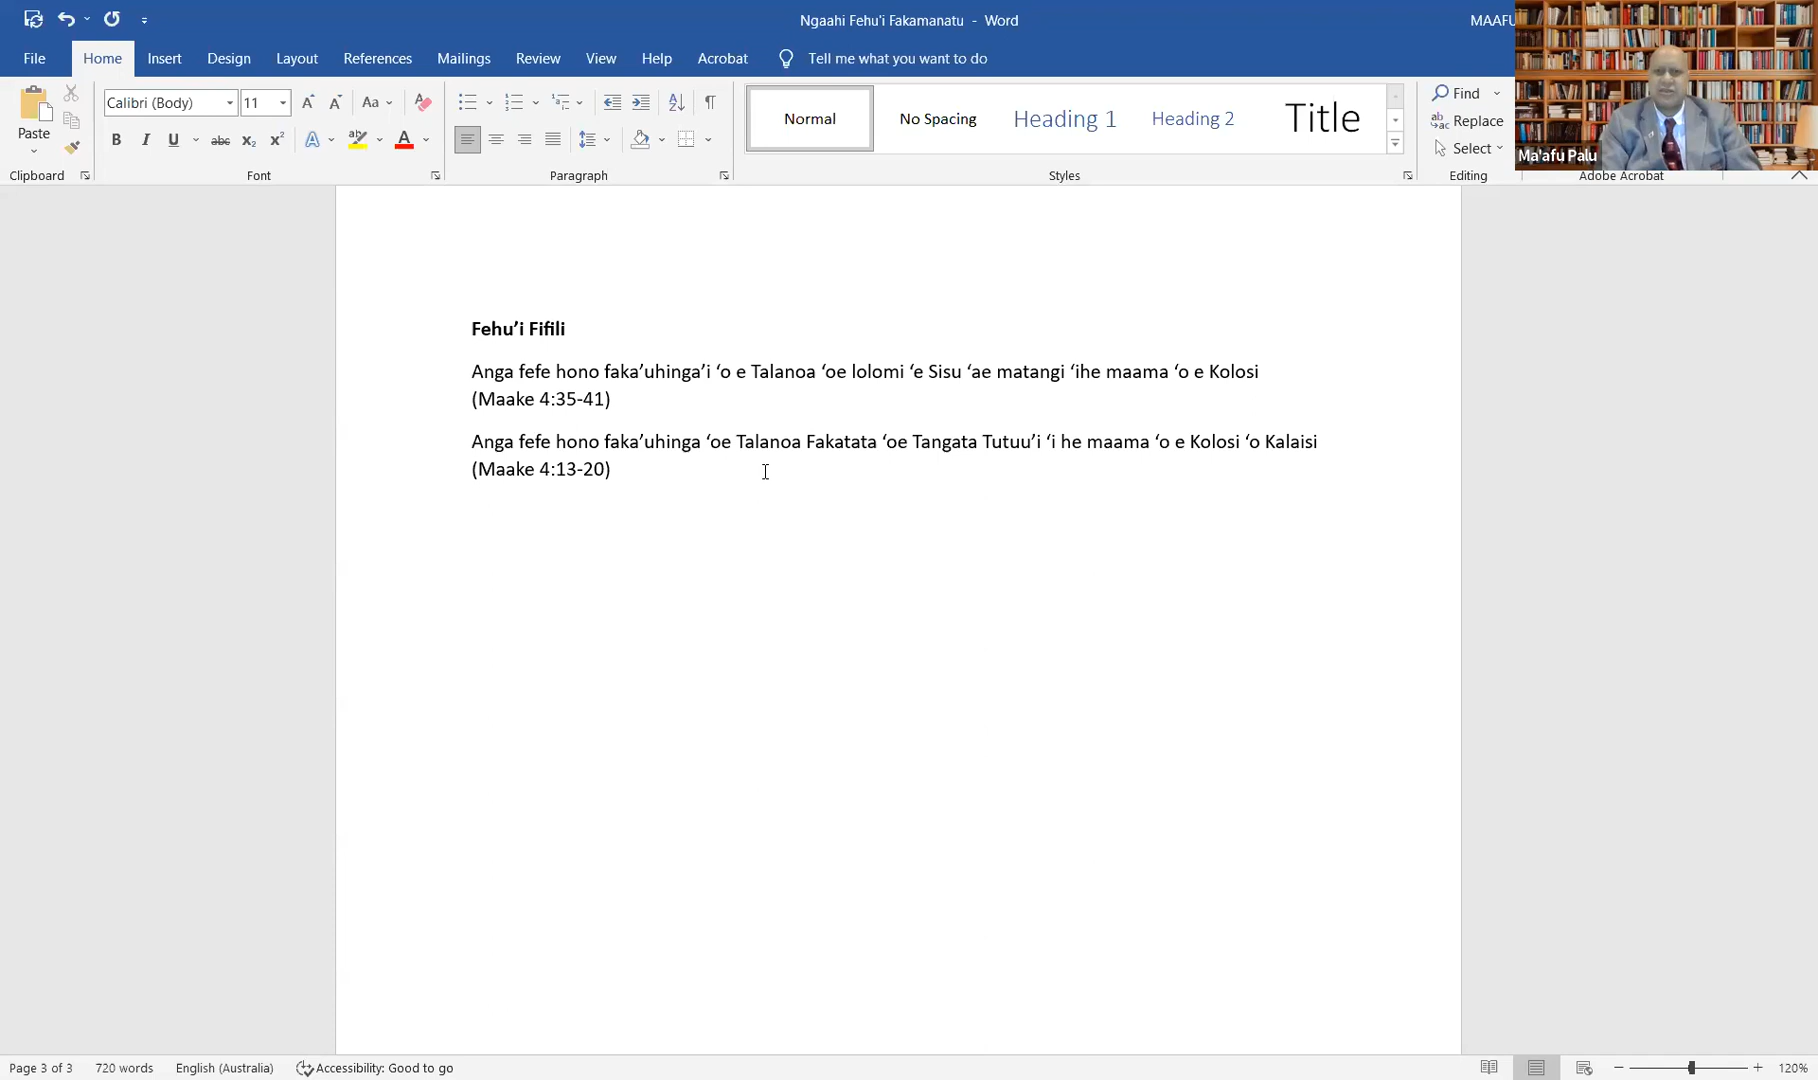 Ngaahi Fehu'i Fakamanatu - Word
MAAFU
File Home Insert Design Layout References Mailings Review View Help Acrobat Tell me what you want to do
Calibri (Body) 11 Aa
Find
Paste
Normal No Spacing Heading 1 Heading 2 Title
Replace
B I U abc x₂ x² A A
Select
Ma'afu Palu
Clipboard Font Paragraph Styles Editing Adobe Acrobat
Fehu’i Fifili
Anga fefe hono faka’uhinga’i ‘o e Talanoa ‘oe lolomi ‘e Sisu ‘ae matangi ‘ihe maama ‘o e Kolosi
(Maake 4:35-41)
Anga fefe hono faka’uhinga ‘oe Talanoa Fakatata ‘oe Tangata Tutuu’i ‘i he maama ‘o e Kolosi ‘o Kalaisi
(Maake 4:13-20)
Page 3 of 3 720 words English (Australia) Accessibility: Good to go 120%